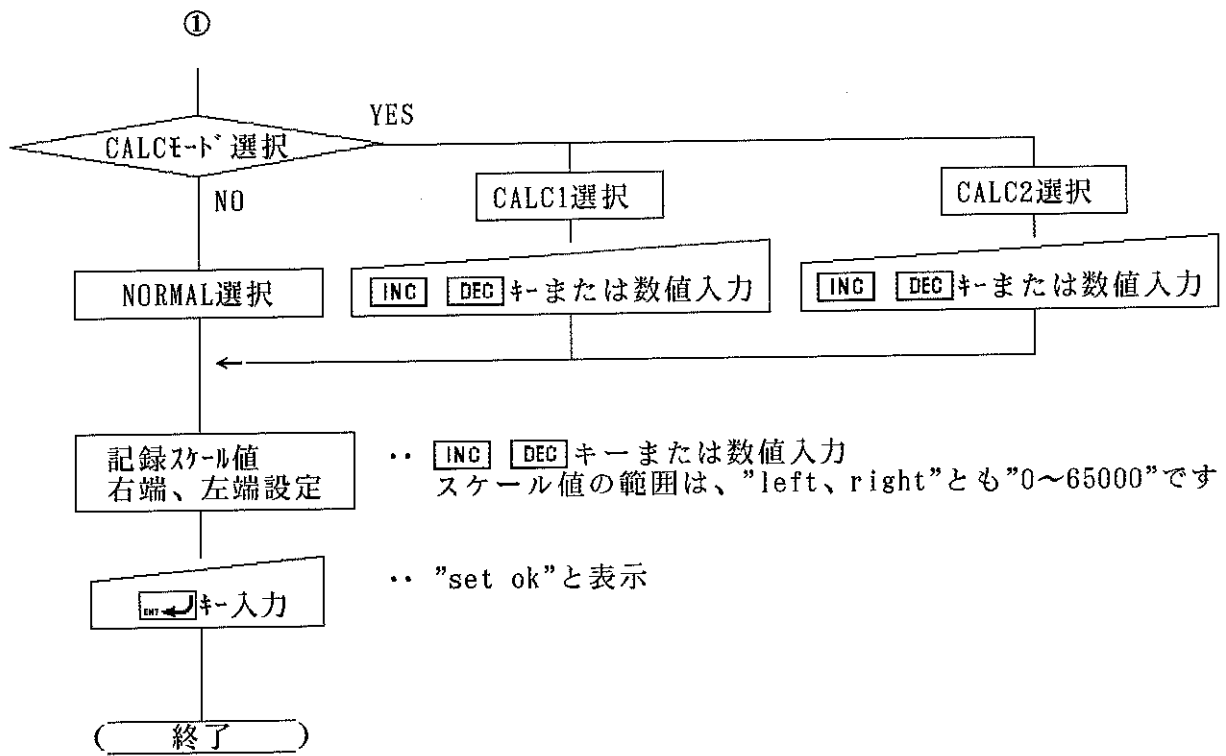 ①
YES
CALCﾓｰﾄﾞ選択
NO
CALC1選択
CALC2選択
NORMAL選択
INC DEC ｷｰまたは数値入力
INC DEC ｷｰまたは数値入力
記録ｽｹｰﾙ値
右端、左端設定
‥ INC DEC キーまたは数値入力
スケール値の範囲は、”left、right”とも”0～65000”です
‥ ”set ok”と表示
ENT ｷｰ入力
終了